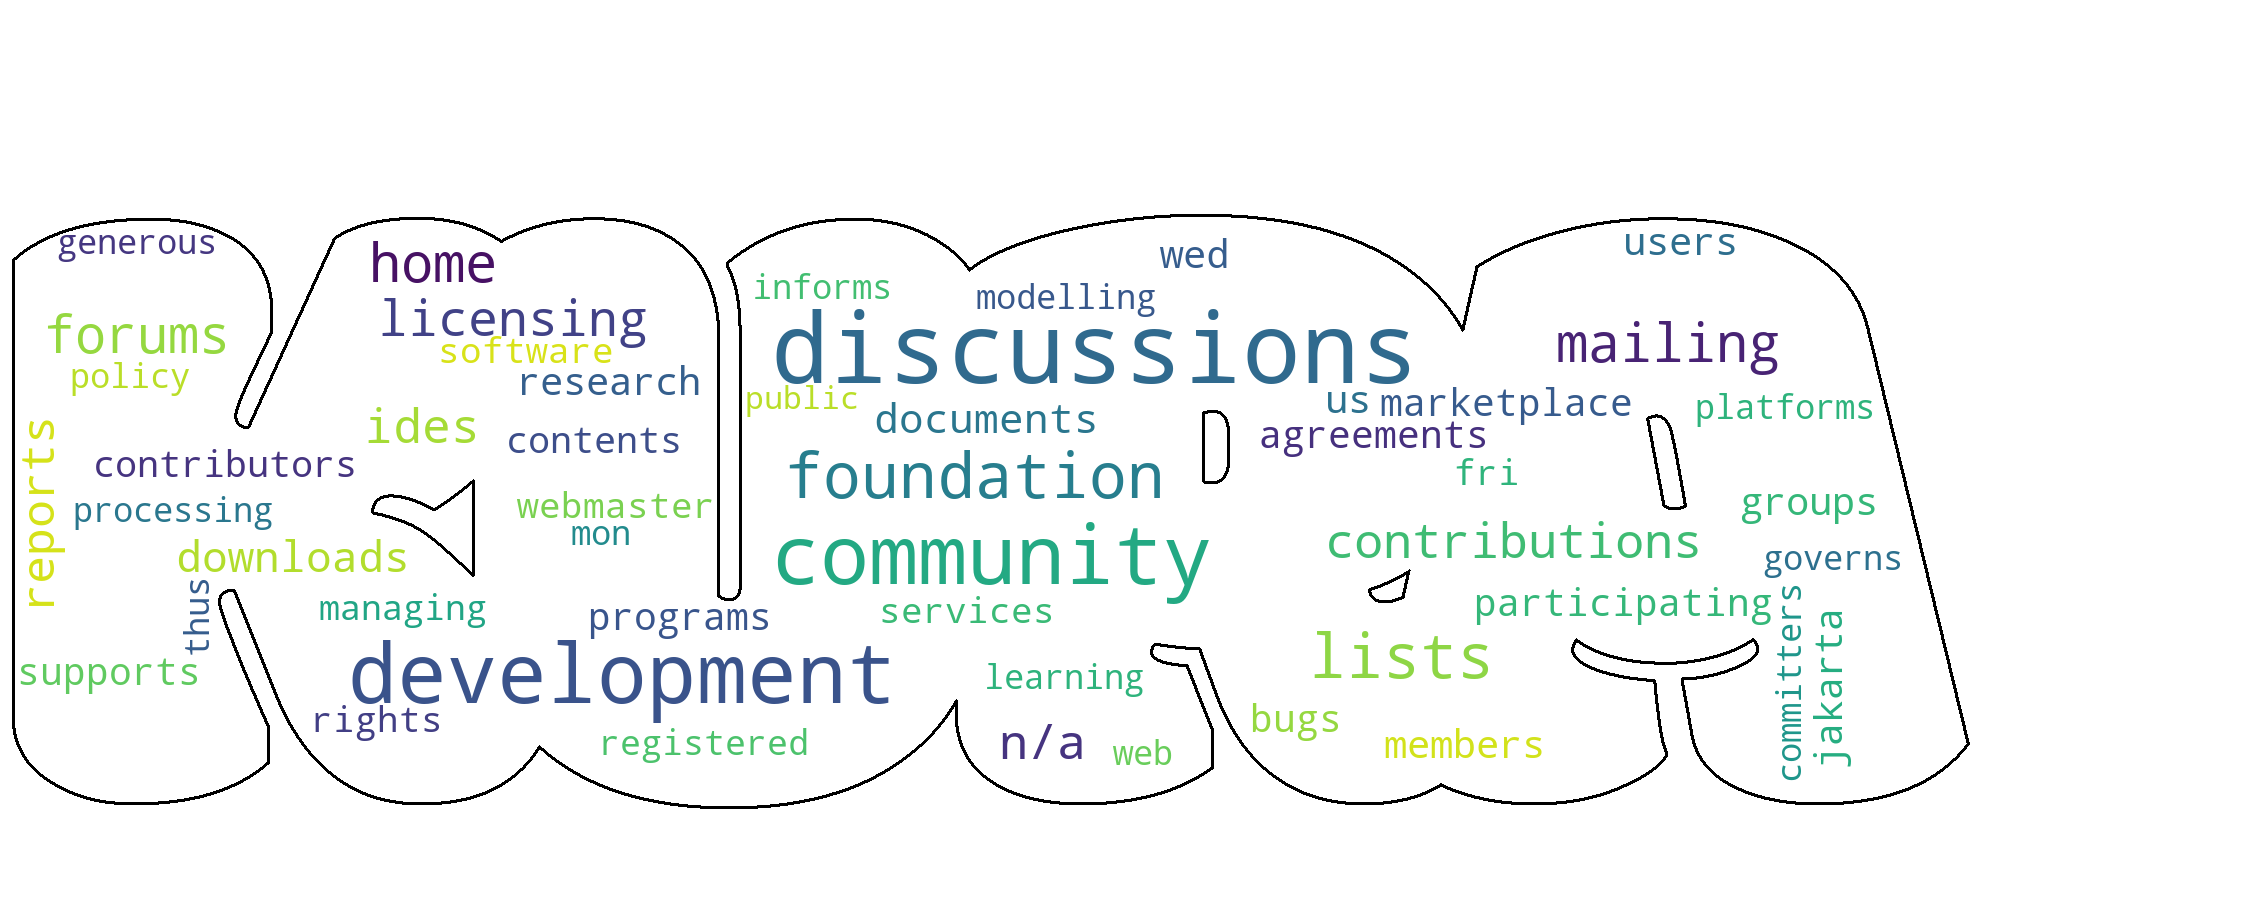 generous
forums
policy
reports
contributors
processing
downloads
thus
supports
home
licensing
software
research
ides
contents
webmaster
mon
managing
programs
development
rights
registered
informs
modelling
wed
discussions
public
documents
foundation
community
services
learning
n/a
web
users
mailing
us
marketplace
platforms
agreements
fri
groups
contributions
governs
participating
lists
bugs
members
committers
jakarta